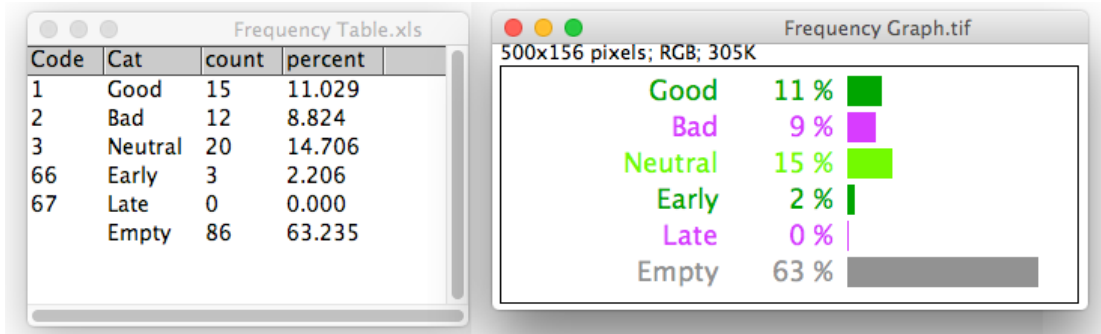 Frequency Table.xls
Code Cat count percent
1 Good 15 11.029
2 Bad 12 8.824
3 Neutral 20 14.706
66 Early 3 2.206
67 Late 0 0.000
Empty 86 63.235
Frequency Graph.tif
500x156 pixels; RGB; 305K
Good 11 %
Bad 9 %
Neutral 15 %
Early 2 %
Late 0 %
Empty 63 %